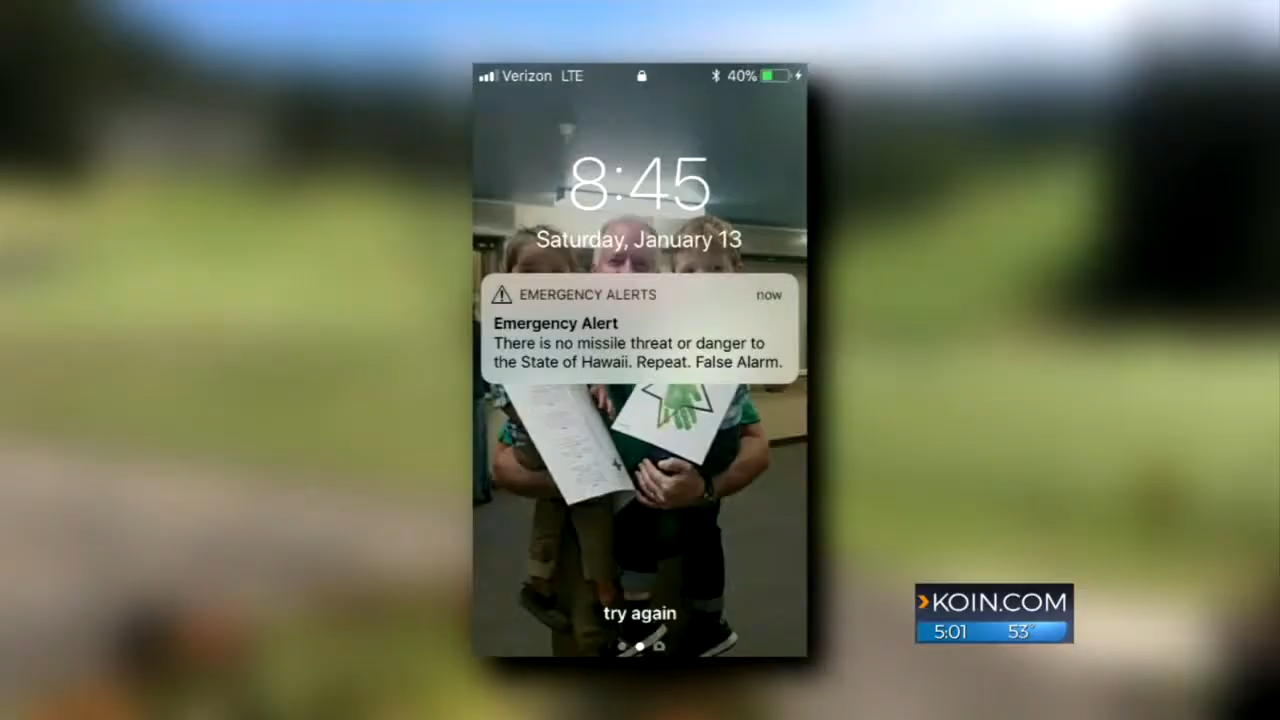 Verizon LTE 40%
8:45
Saturday, January 13
EMERGENCY ALERTS now
Emergency Alert
There is no missile threat or danger to
the State of Hawaii. Repeat. False Alarm.
try again
KOIN.COM
5:01 53°